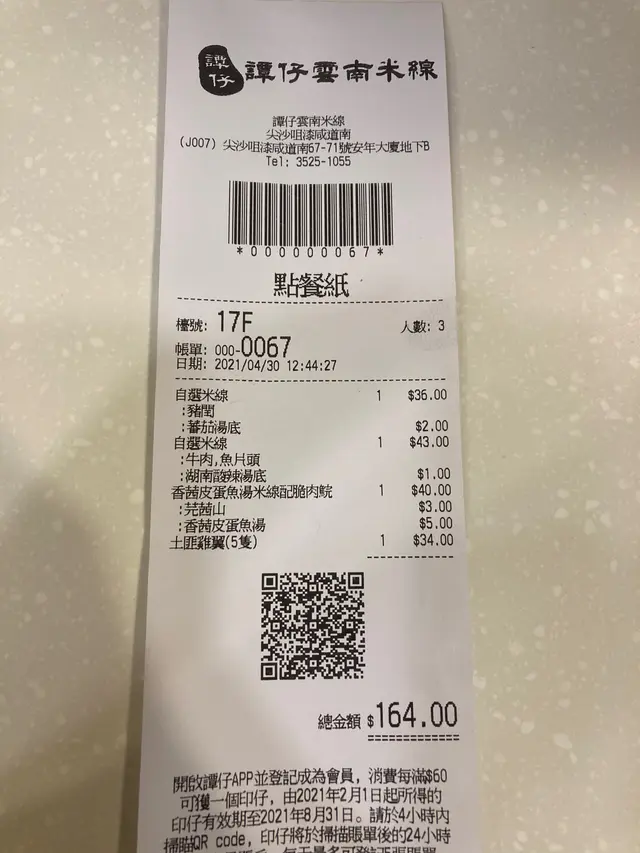 譚仔
譚仔雲南米線
譚仔雲南米線
尖沙咀漆咸道南
(J007) 尖沙咀漆咸道南67-71號安年大廈地下B
Tel: 3525-1055
*000000067*
點餐紙
檯號: 17F 人數: 3
帳單: 000-0067
日期: 2021/04/30 12:44:27
自選米線 1 $36.00
:豬膶
:蕃茄湯底 $2.00
自選米線 1 $43.00
:牛肉,魚片頭
:湖南酸辣湯底 $1.00
香茜皮蛋魚湯米線配脆肉鯇 1 $40.00
:芫茜山 $3.00
:香茜皮蛋魚湯 $5.00
土匪雞翼(5隻) 1 $34.00
總金額 $164.00
開啟譚仔APP並登記成為會員，消費每滿$60
可獲一個印仔，由2021年2月1日起所得的
印仔有效期至2021年8月31日。請於4小時內
掃瞄QR code，印仔將於掃描賬單後的24小時